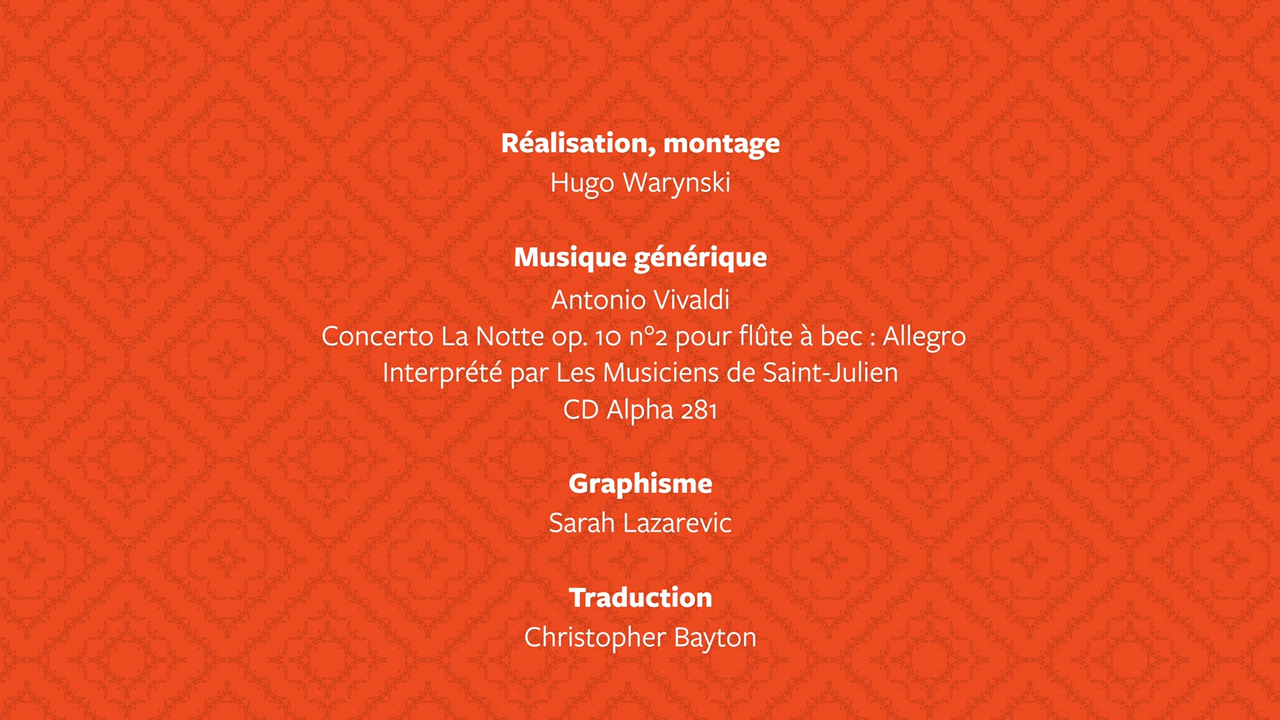 Réalisation, montage
Hugo Warynski
Musique générique
Antonio Vivaldi
Concerto La Notte op. 10 n°2 pour flûte à bec : Allegro
Interprété par Les Musiciens de Saint-Julien
CD Alpha 281
Graphisme
Sarah Lazarevic
Traduction
Christopher Bayton